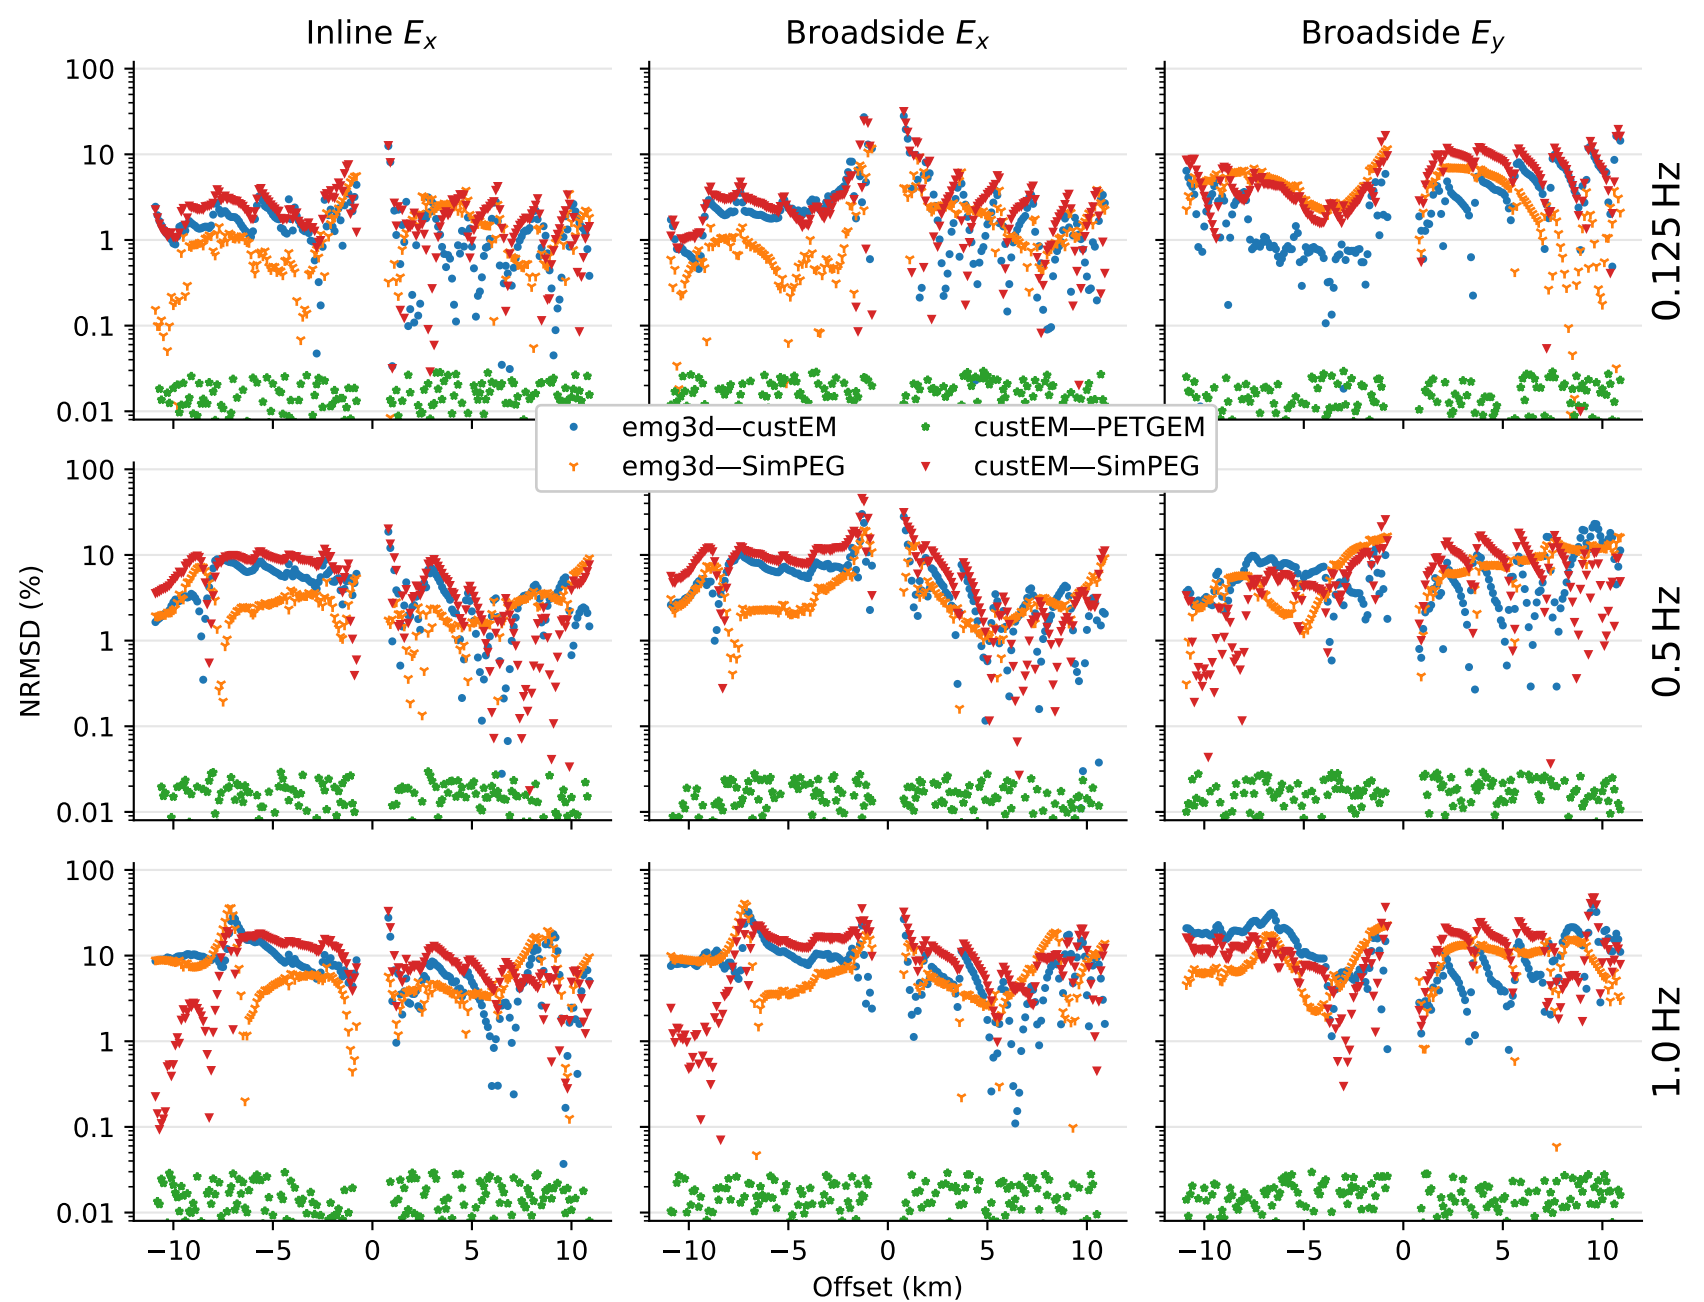 Inline Ex Broadside Ex Broadside Ey
100
10
1
0.1
0.01
0.125 Hz
emg3d—custEM custEM—PETGEM
emg3d—SimPEG custEM—SimPEG
100
10
1
0.1
0.01
NRMSD (%)
0.5 Hz
100
10
1
0.1
0.01
1.0 Hz
−10 −5 0 5 10 −10 −5 0 5 10 −10 −5 0 5 10
Offset (km)